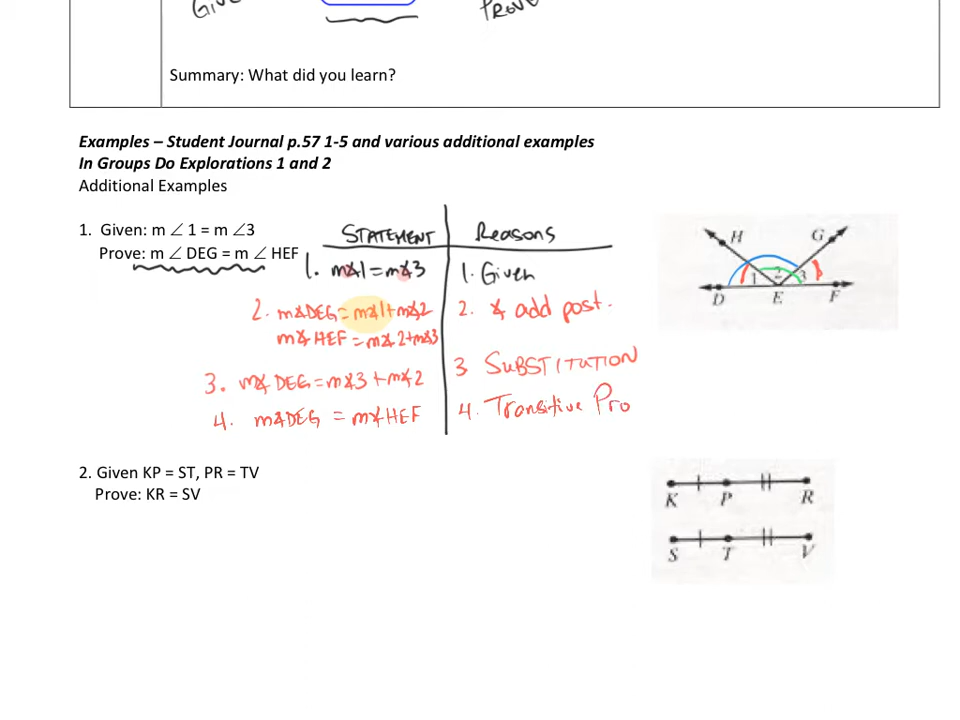 GIVE PROVE
Summary: What did you learn?
Examples – Student Journal p.57 1-5 and various additional examples
In Groups Do Explorations 1 and 2
Additional Examples
1. Given: m ∠ 1 = m ∠3
Prove: m ∠ DEG = m ∠ HEF
STATEMENT Reasons
1. m∡1 = m∡3 1. Given
2. m∡DEG = m∡1+m∡2 2. ∡ add post.
m∡HEF = m∡2+m∡3
3. m∡DEG = m∡3 + m∡2 3 SUBSTITUTION
4. m∡DEG = m∡HEF 4. Transitive Pro
H G
1 2 3
D E F
2. Given KP = ST, PR = TV
Prove: KR = SV
K P R
S T V